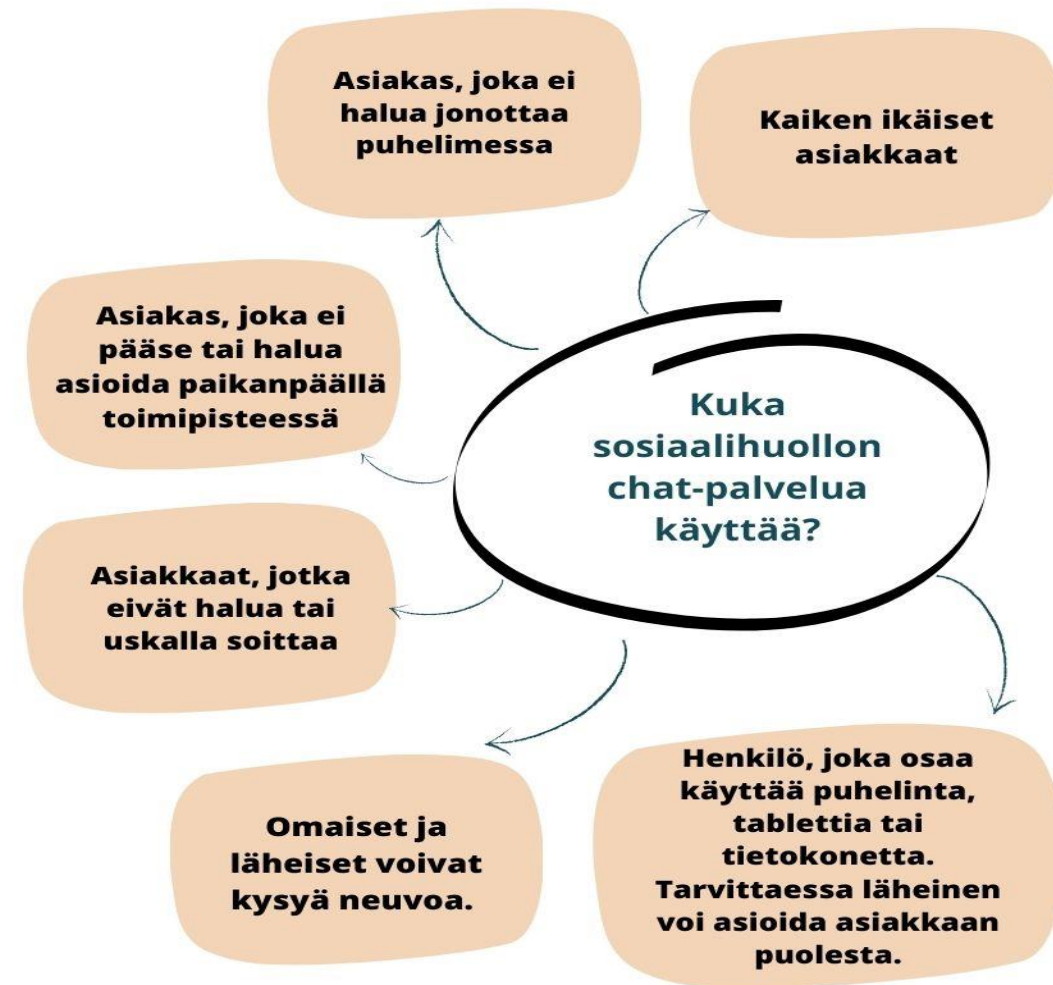 Asiakas, joka ei
halua jonottaa
puhelimessa
Kaiken ikäiset
asiakkaat
Asiakas, joka ei
pääse tai halua
asioida paikanpäällä
toimipisteessä
Kuka
sosiaalihuollon
chat-palvelua
käyttää?
Asiakkaat, jotka
eivät halua tai
uskalla soittaa
Omaiset ja
läheiset voivat
kysyä neuvoa.
Henkilö, joka osaa
käyttää puhelinta,
tablettia tai
tietokonetta.
Tarvittaessa läheinen
voi asioida asiakkaan
puolesta.